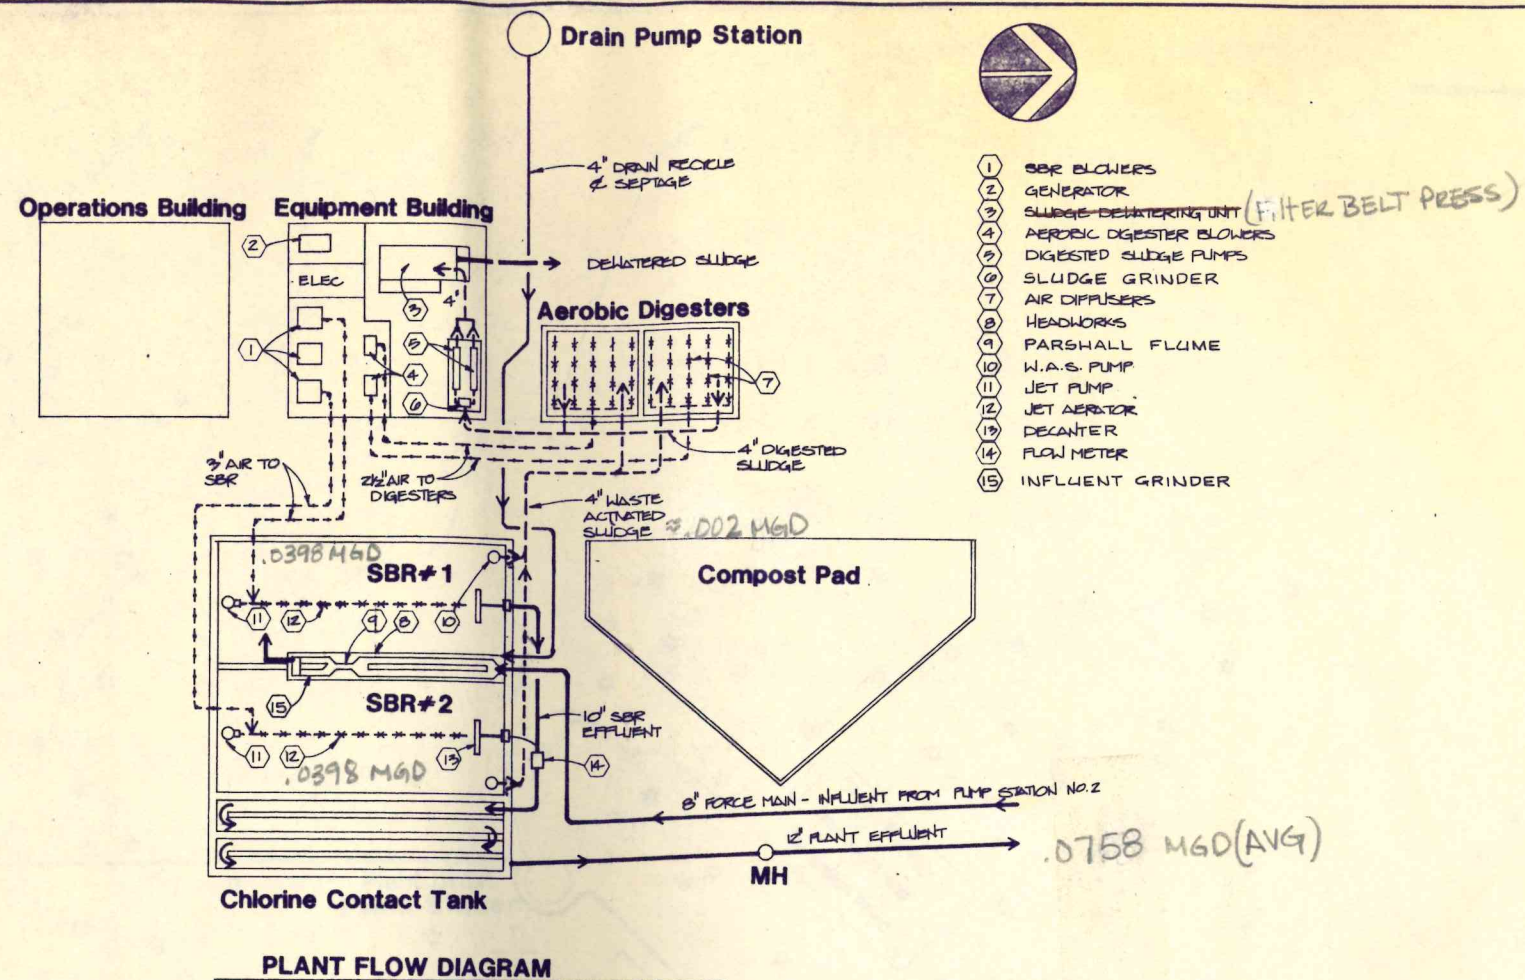 Drain Pump Station
4" DRAIN RECYCLE
& SEPTAGE
Operations Building
Equipment Building
2
ELEC
3
4"
DEWATERED SLUDGE
Aerobic Digesters
1
5
4
6
7
3" AIR TO
SBR
2½" AIR TO
DIGESTERS
4" DIGESTED
SLUDGE
4" WASTE
ACTIVATED
SLUDGE ≈.002 MGD
.0398 MGD
SBR#1
11
12
9
8
10
Compost Pad
15
SBR#2
11
12
13
.0398 MGD
10" SBR
EFFLUENT
14
8" FORCE MAIN - INFLUENT FROM PUMP STATION NO. 2
12" PLANT EFFLUENT
.0758 MGD (AVG)
MH
Chlorine Contact Tank
PLANT FLOW DIAGRAM
1 SBR BLOWERS
2 GENERATOR
3 SLUDGE DEWATERING UNIT (FILTER BELT PRESS)
4 AEROBIC DIGESTER BLOWERS
5 DIGESTED SLUDGE PUMPS
6 SLUDGE GRINDER
7 AIR DIFFUSERS
8 HEADWORKS
9 PARSHALL FLUME
10 W.A.S. PUMP
11 JET PUMP
12 JET AERATOR
13 DECANTER
14 FLOW METER
15 INFLUENT GRINDER